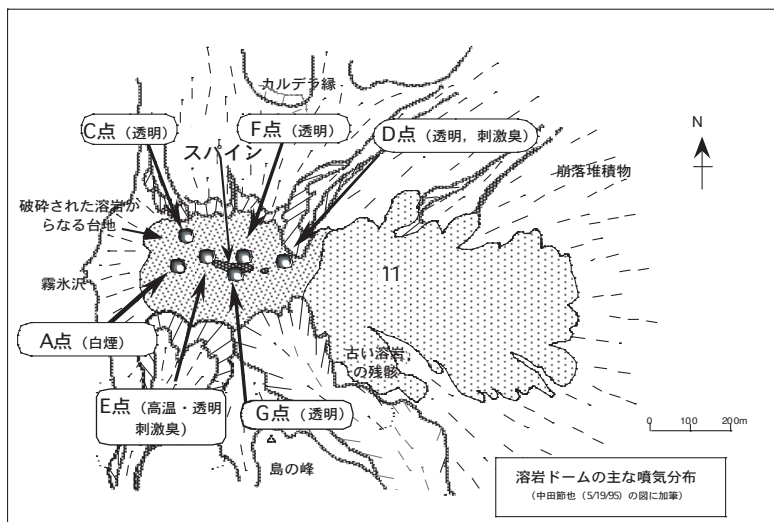 カルデラ縁
C点（透明）
F点（透明）
D点（透明，刺激臭）
スパイン
N
崩落堆積物
破砕された溶岩か
らなる台地
霧氷沢
11
A点（白煙）
古い溶岩
の残骸
E点（高温・透明
刺激臭）
G点（透明）
島の峰
0 100 200m
溶岩ドームの主な噴気分布
（中田節也（5/19/95）の図に加筆）